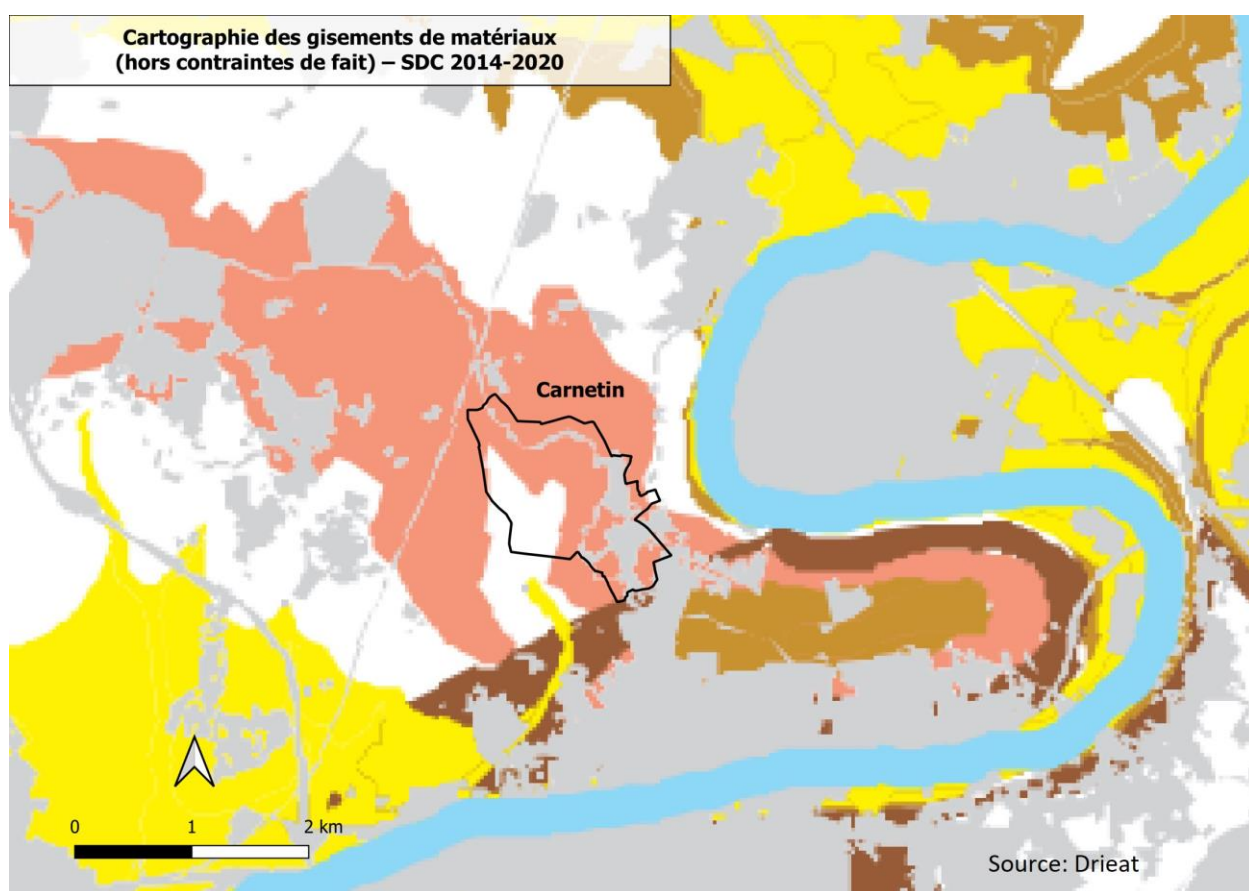 Cartographie des gisements de matériaux
(hors contraintes de fait) – SDC 2014-2020
Carnetin
0 1 2 km
Source: Drieat